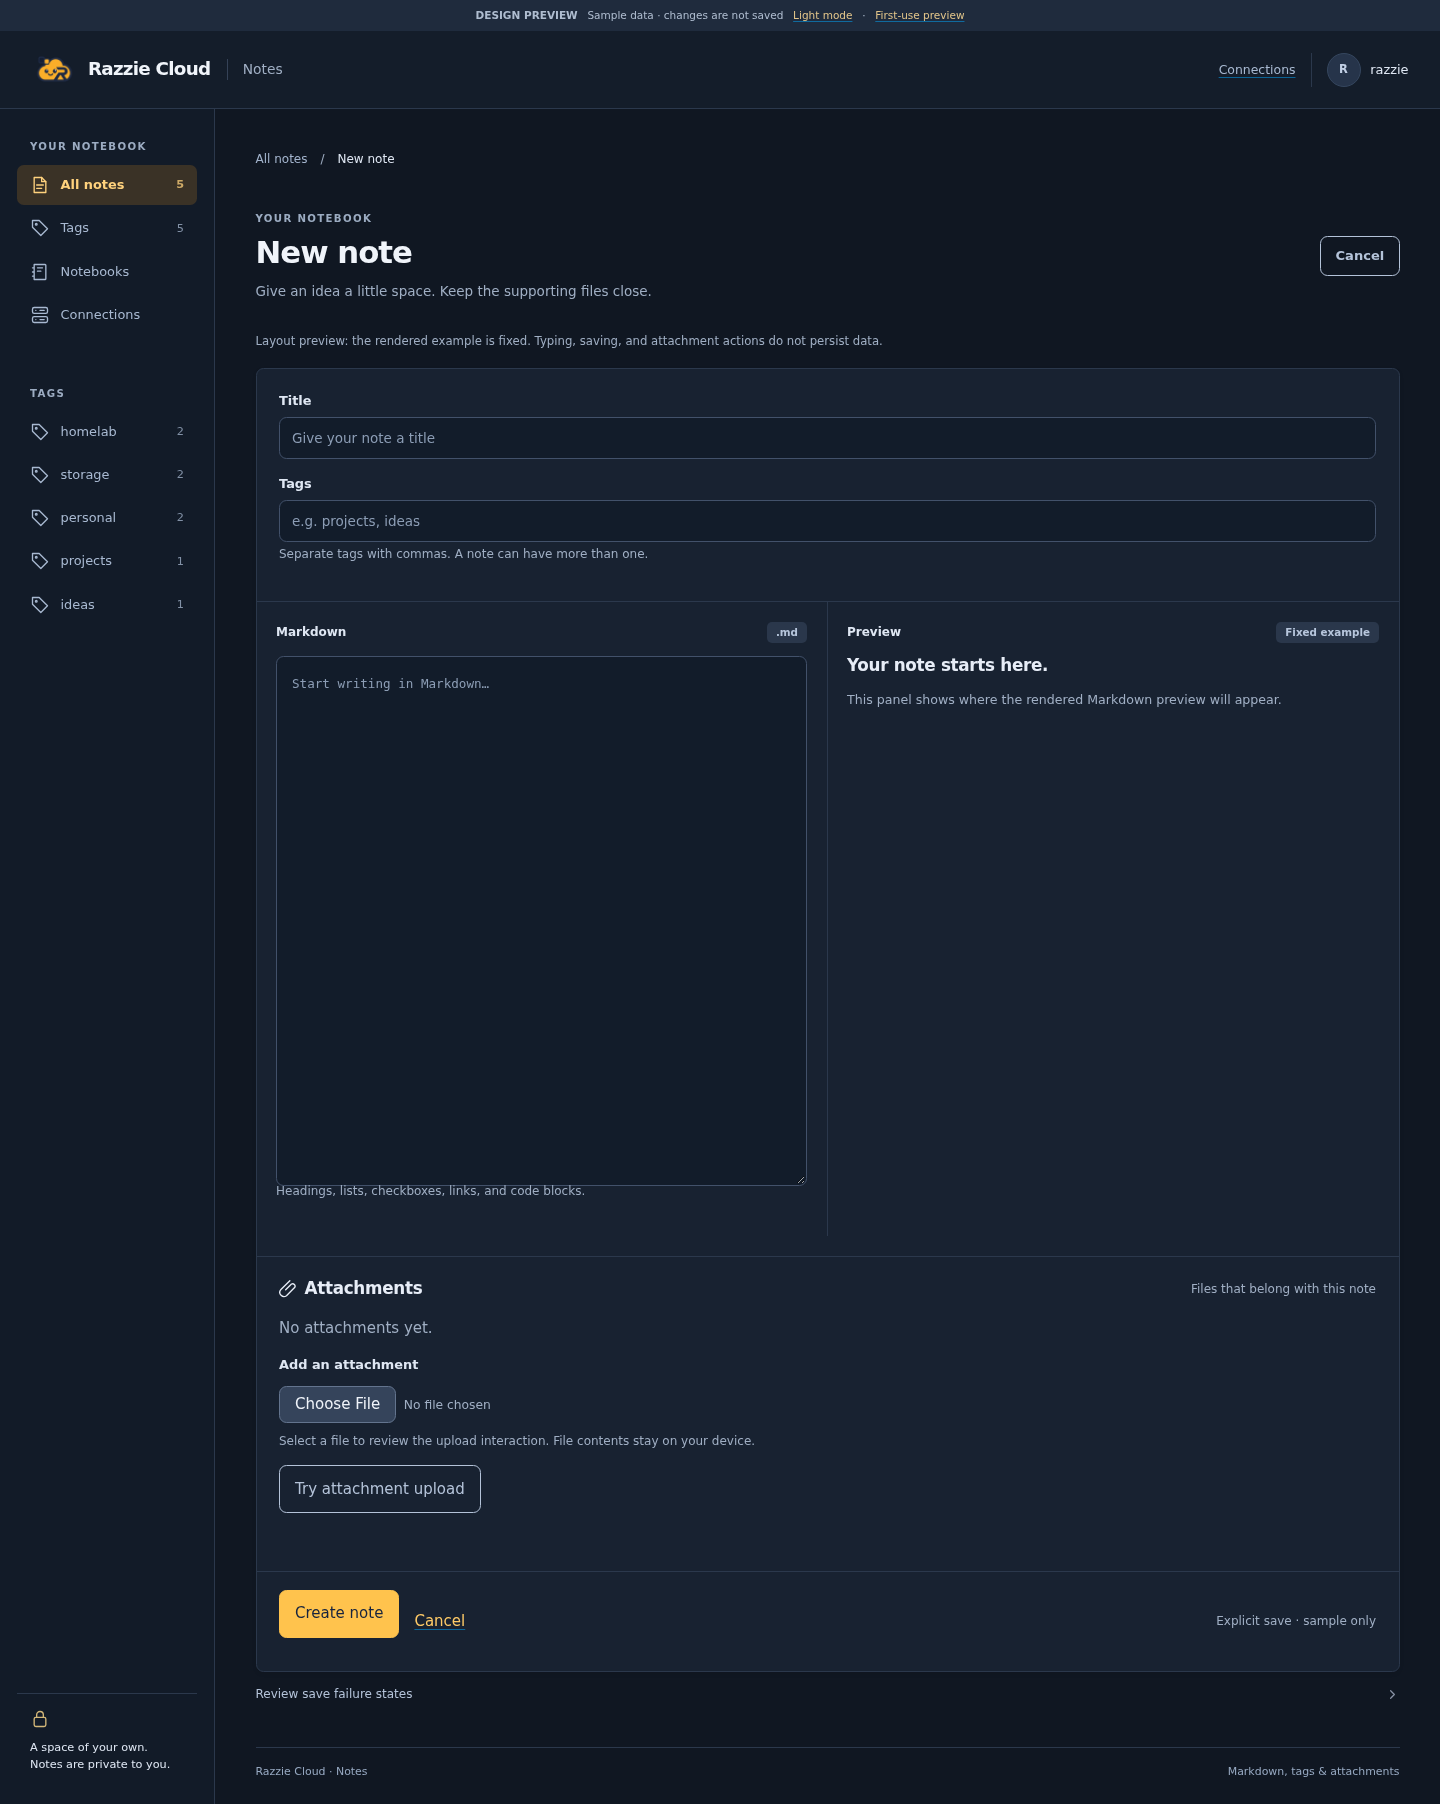 DESIGN PREVIEW Sample data · changes are not saved Light mode · First-use preview
Razzie Cloud Notes
Connections R razzie
YOUR NOTEBOOK
All notes 5
Tags 5
Notebooks
Connections
TAGS
homelab 2
storage 2
personal 2
projects 1
ideas 1
A space of your own.
Notes are private to you.
All notes / New note
YOUR NOTEBOOK
New note
Cancel
Give an idea a little space. Keep the supporting files close.
Layout preview: the rendered example is fixed. Typing, saving, and attachment actions do not persist data.
Title
Give your note a title
Tags
e.g. projects, ideas
Separate tags with commas. A note can have more than one.
Markdown .md
Start writing in Markdown…
Headings, lists, checkboxes, links, and code blocks.
Preview Fixed example
Your note starts here.
This panel shows where the rendered Markdown preview will appear.
Attachments Files that belong with this note
No attachments yet.
Add an attachment
Choose File No file chosen
Select a file to review the upload interaction. File contents stay on your device.
Try attachment upload
Create note Cancel Explicit save · sample only
Review save failure states
Razzie Cloud · Notes Markdown, tags & attachments